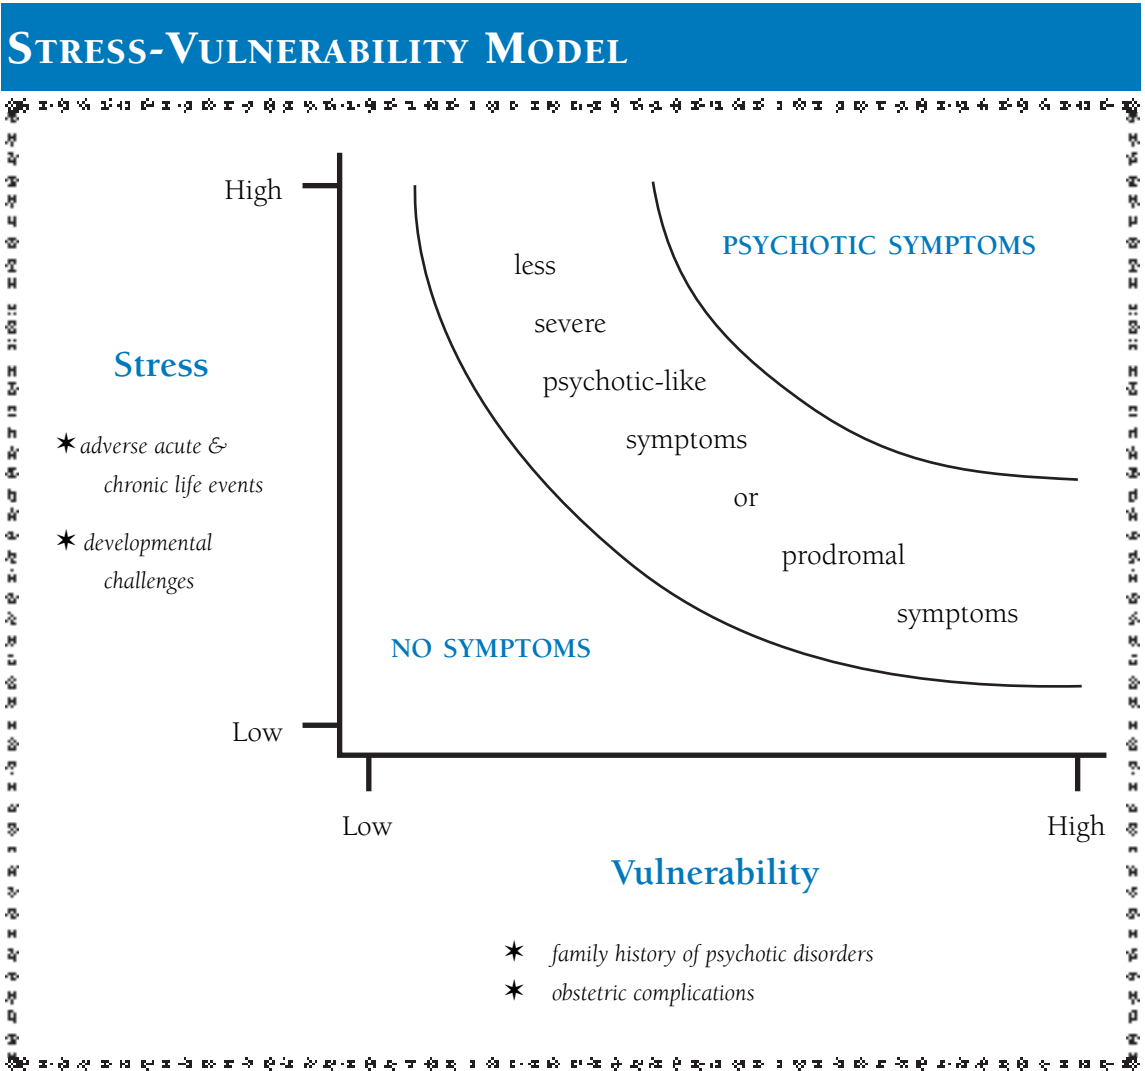 STRESS-VULNERABILITY MODEL
High
PSYCHOTIC SYMPTOMS
less
severe
psychotic-like
symptoms
or
prodromal
symptoms
Stress
✶ adverse acute &
chronic life events
✶ developmental
challenges
NO SYMPTOMS
Low
Low
High
Vulnerability
✶ family history of psychotic disorders
✶ obstetric complications